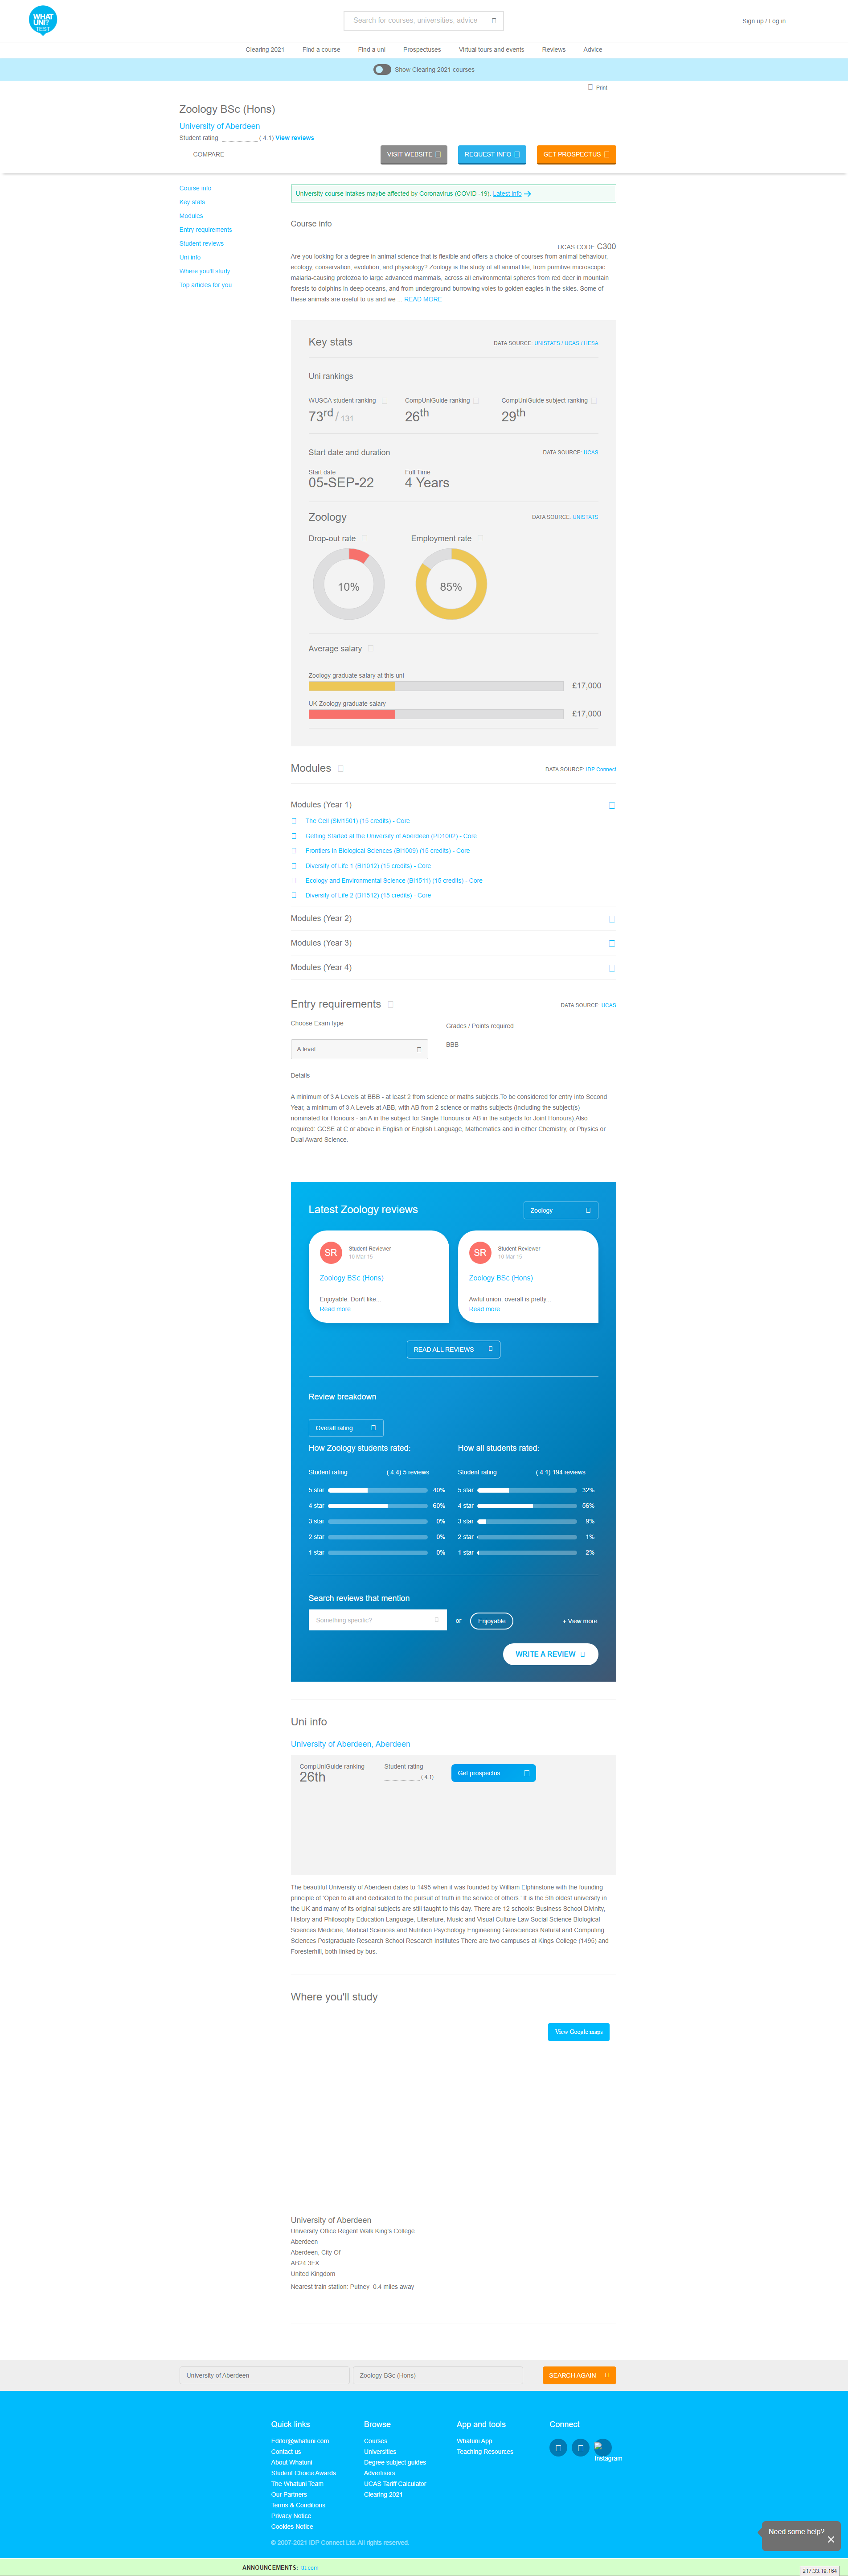 WHAT
UNI?
TEST
Search for courses, universities, advice
Sign up / Log in
Clearing 2021 Find a course Find a uni Prospectuses Virtual tours and events Reviews Advice
Show Clearing 2021 courses
Print
Zoology BSc (Hons)
University of Aberdeen
Student rating ( 4.1) View reviews
COMPARE
VISIT WEBSITE
REQUEST INFO
GET PROSPECTUS
Course info
Key stats
Modules
Entry requirements
Student reviews
Uni info
Where you'll study
Top articles for you
University course intakes maybe affected by Coronavirus (COVID -19). Latest info
Course info
UCAS CODE C300
Are you looking for a degree in animal science that is flexible and offers a choice of courses from animal behaviour,
ecology, conservation, evolution, and physiology? Zoology is the study of all animal life; from primitive microscopic
malaria-causing protozoa to large advanced mammals, across all environmental spheres from red deer in mountain
forests to dolphins in deep oceans, and from underground burrowing voles to golden eagles in the skies. Some of
these animals are useful to us and we ... READ MORE
Key stats
DATA SOURCE: UNISTATS / UCAS / HESA
Uni rankings
WUSCA student ranking CompUniGuide ranking CompUniGuide subject ranking
73rd / 131 26th 29th
Start date and duration
DATA SOURCE: UCAS
Start date Full Time
05-SEP-22 4 Years
Zoology
DATA SOURCE: UNISTATS
Drop-out rate Employment rate
10% 85%
Average salary
Zoology graduate salary at this uni
£17,000
UK Zoology graduate salary
£17,000
Modules
DATA SOURCE: IDP Connect
Modules (Year 1)
The Cell (SM1501) (15 credits) - Core
Getting Started at the University of Aberdeen (PD1002) - Core
Frontiers in Biological Sciences (BI1009) (15 credits) - Core
Diversity of Life 1 (BI1012) (15 credits) - Core
Ecology and Environmental Science (BI1511) (15 credits) - Core
Diversity of Life 2 (BI1512) (15 credits) - Core
Modules (Year 2)
Modules (Year 3)
Modules (Year 4)
Entry requirements
DATA SOURCE: UCAS
Choose Exam type
Grades / Points required
A level
BBB
Details
A minimum of 3 A Levels at BBB - at least 2 from science or maths subjects To be considered for entry into Second
Year, a minimum of 3 A Levels at ABB, with AB from 2 science or maths subjects (including the subject(s)
nominated for Honours - an A in the subject for Single Honours or AB in the subjects for Joint Honours).Also
required: GCSE at C or above in English or English Language, Mathematics and in either Chemistry, or Physics or
Dual Award Science.
Latest Zoology reviews
Zoology
SR Student Reviewer
10 Mar 15
Zoology BSc (Hons)
Enjoyable. Don't like...
Read more
SR Student Reviewer
10 Mar 15
Zoology BSc (Hons)
Awful union. overall is pretty...
Read more
READ ALL REVIEWS
Review breakdown
Overall rating
How Zoology students rated:
Student rating ( 4.4) 5 reviews
5 star 40%
4 star 60%
3 star 0%
2 star 0%
1 star 0%
How all students rated:
Student rating ( 4.1) 194 reviews
5 star 32%
4 star 56%
3 star 9%
2 star 1%
1 star 2%
Search reviews that mention
Something specific? or Enjoyable + View more
WRITE A REVIEW
Uni info
University of Aberdeen, Aberdeen
CompUniGuide ranking
26th
Student rating
( 4.1)
Get prospectus
The beautiful University of Aberdeen dates to 1495 when it was founded by William Elphinstone with the founding
principle of 'Open to all and dedicated to the pursuit of truth in the service of others.' It is the 5th oldest university in
the UK and many of its original subjects are still taught to this day. There are 12 schools: Business School Divinity,
History and Philosophy Education Language, Literature, Music and Visual Culture Law Social Science Biological
Sciences Medicine, Medical Sciences and Nutrition Psychology Engineering Geosciences Natural and Computing
Sciences Postgraduate Research School Research Institutes There are two campuses at Kings College (1495) and
Foresterhill, both linked by bus.
Where you'll study
View Google maps
University of Aberdeen
University Office Regent Walk King's College
Aberdeen
Aberdeen, City Of
AB24 3FX
United Kingdom
Nearest train station: Putney 0.4 miles away
University of Aberdeen
Zoology BSc (Hons)
SEARCH AGAIN
Quick links
Editor@whatuni.com
Contact us
About Whatuni
Student Choice Awards
The Whatuni Team
Our Partners
Terms & Conditions
Privacy Notice
Cookies Notice
Browse
Courses
Universities
Degree subject guides
Advertisers
UCAS Tariff Calculator
Clearing 2021
App and tools
Whatuni App
Teaching Resources
Connect
Instagram
© 2007-2021 IDP Connect Ltd. All rights reserved.
Need some help?
ANNOUNCEMENTS: fB.com
217.33.19.164